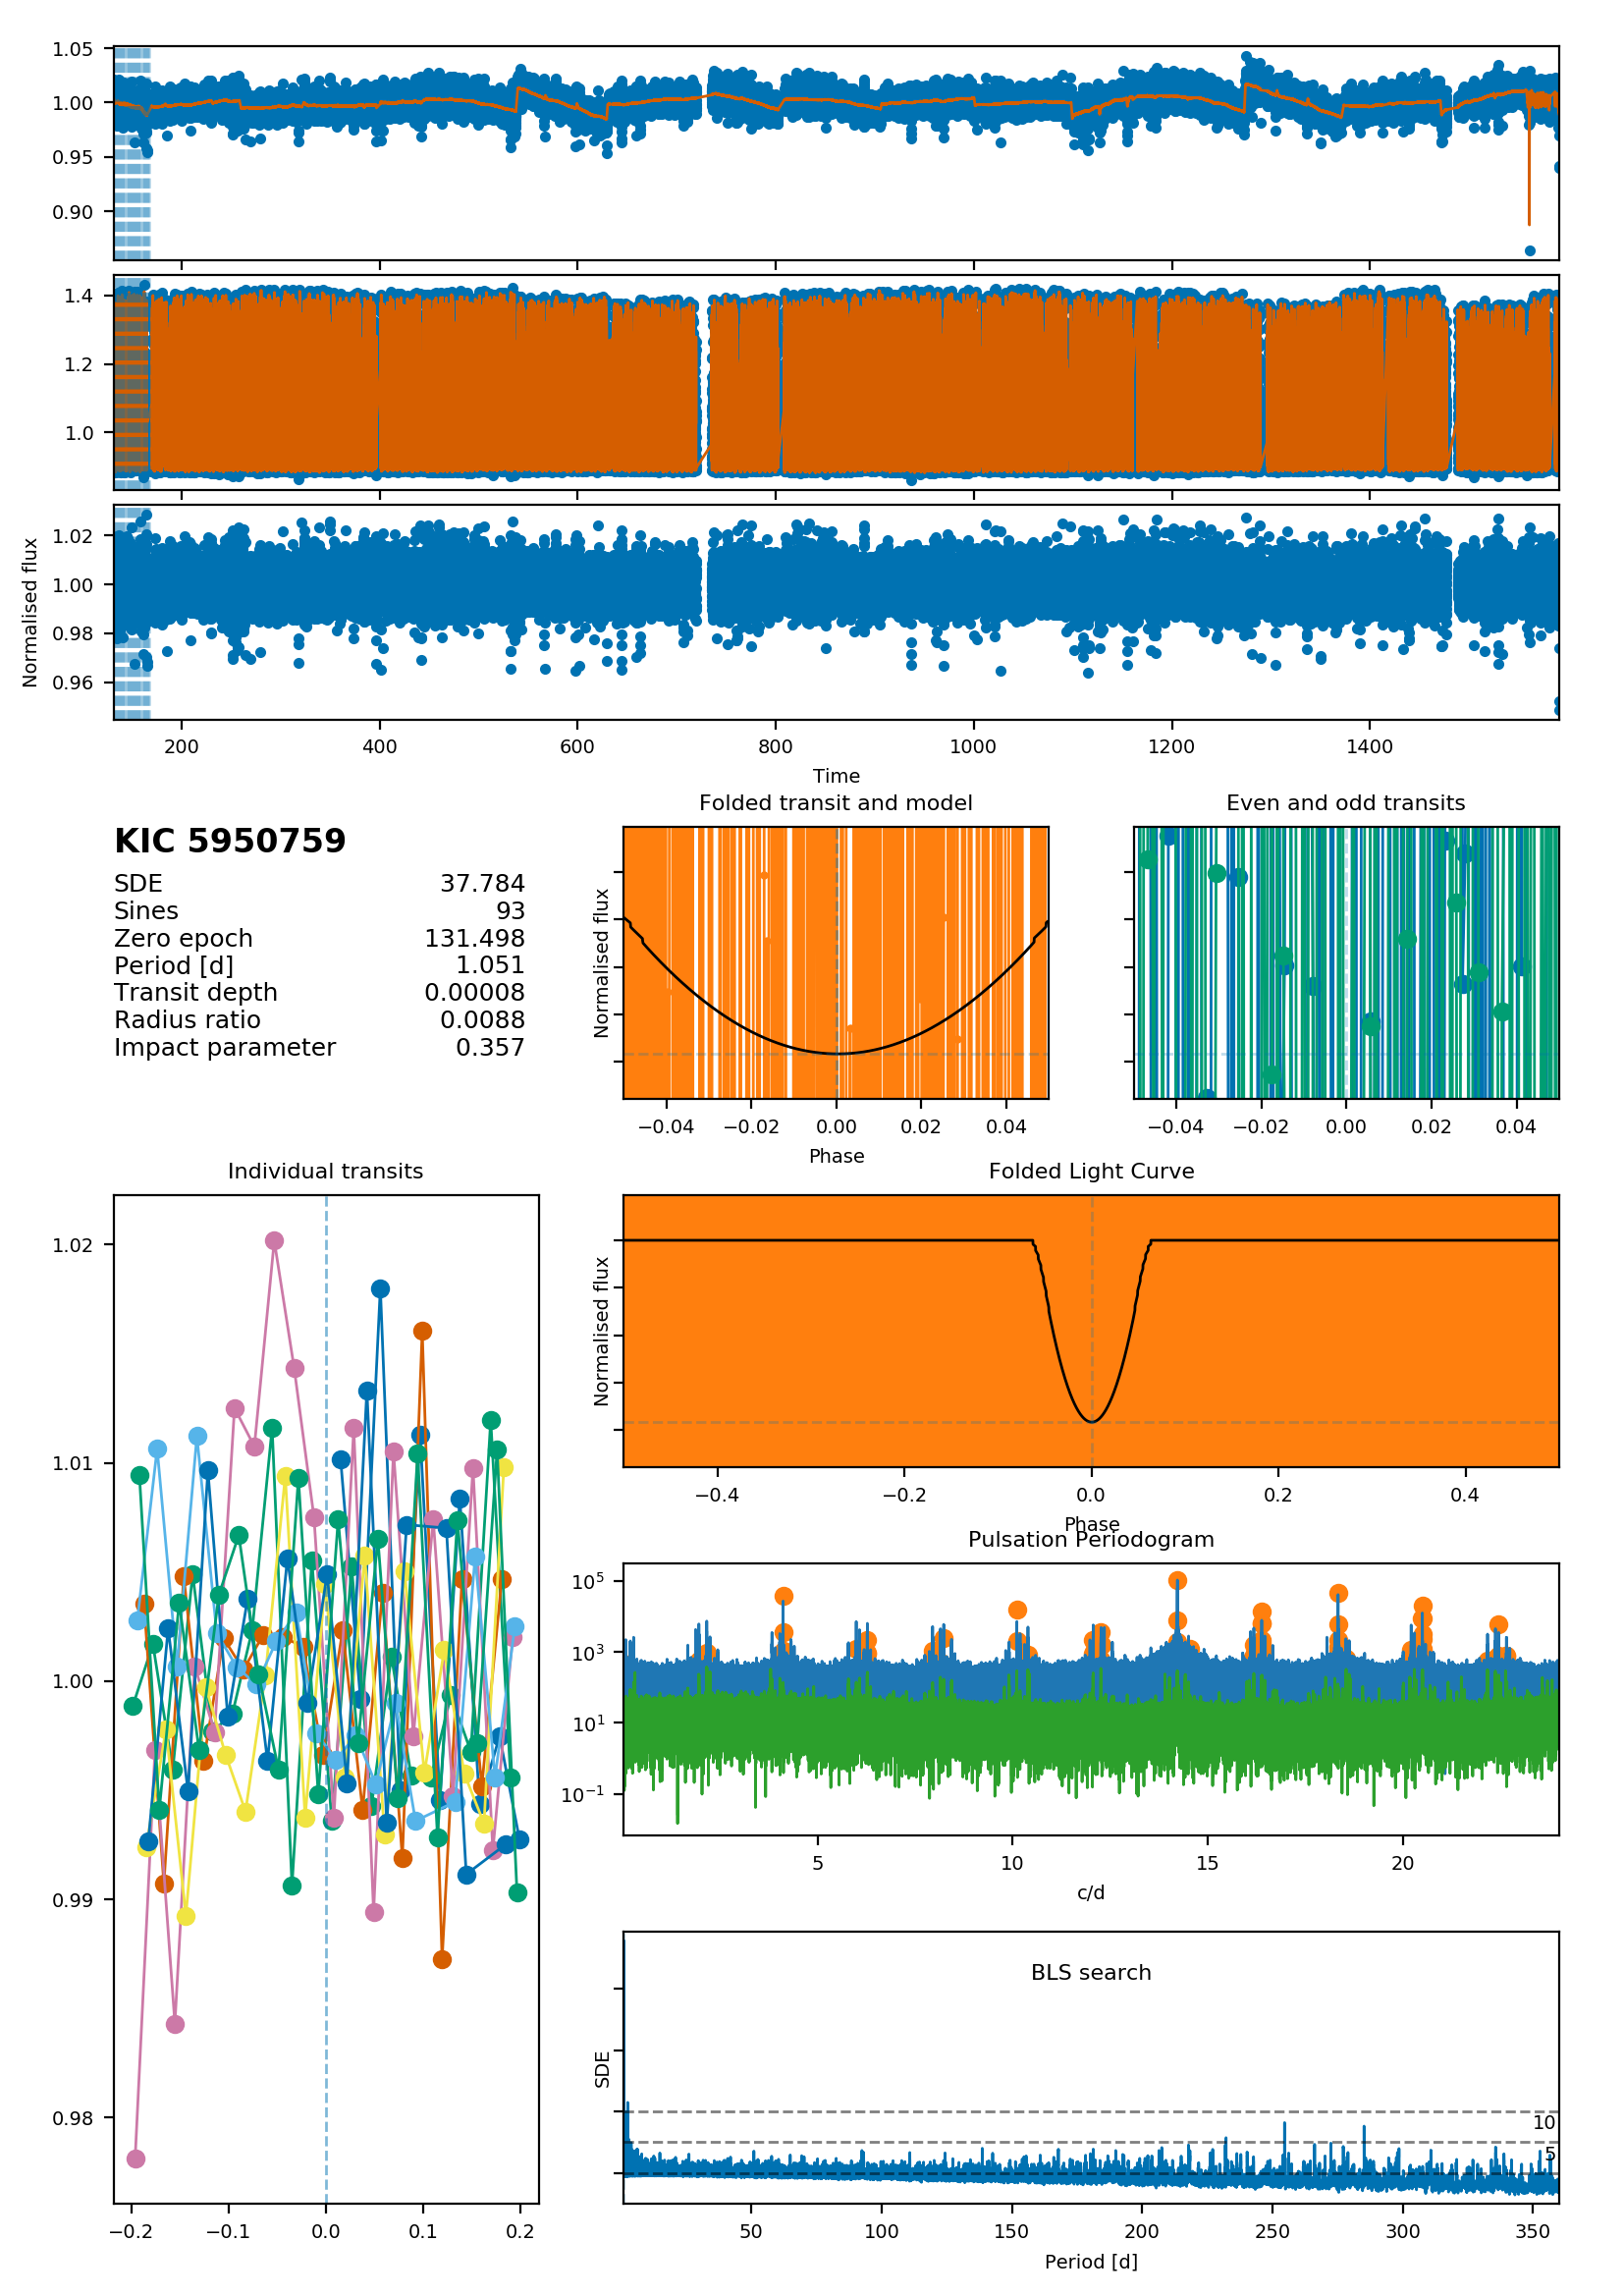 1.05
1.00
0.95
0.90
1.4
1.2
1.0
1.02
1.00
0.98
0.96
Normalised flux
200 400 600 800 1000 1200 1400
Time
KIC 5950759
SDE 37.784
Sines 93
Zero epoch 131.498
Period [d] 1.051
Transit depth 0.00008
Radius ratio 0.0088
Impact parameter 0.357
Folded transit and model
Normalised flux
−0.04 −0.02 0.00 0.02 0.04
Phase
Even and odd transits
−0.04 −0.02 0.00 0.02 0.04
Individual transits
1.02
1.01
1.00
0.99
0.98
−0.2 −0.1 0.0 0.1 0.2
Folded Light Curve
Normalised flux
−0.4 −0.2 0.0 0.2 0.4
Phase
Pulsation Periodogram
10⁵
10³
10¹
10⁻¹
5 10 15 20
c/d
BLS search
SDE
10
5
50 100 150 200 250 300 350
Period [d]